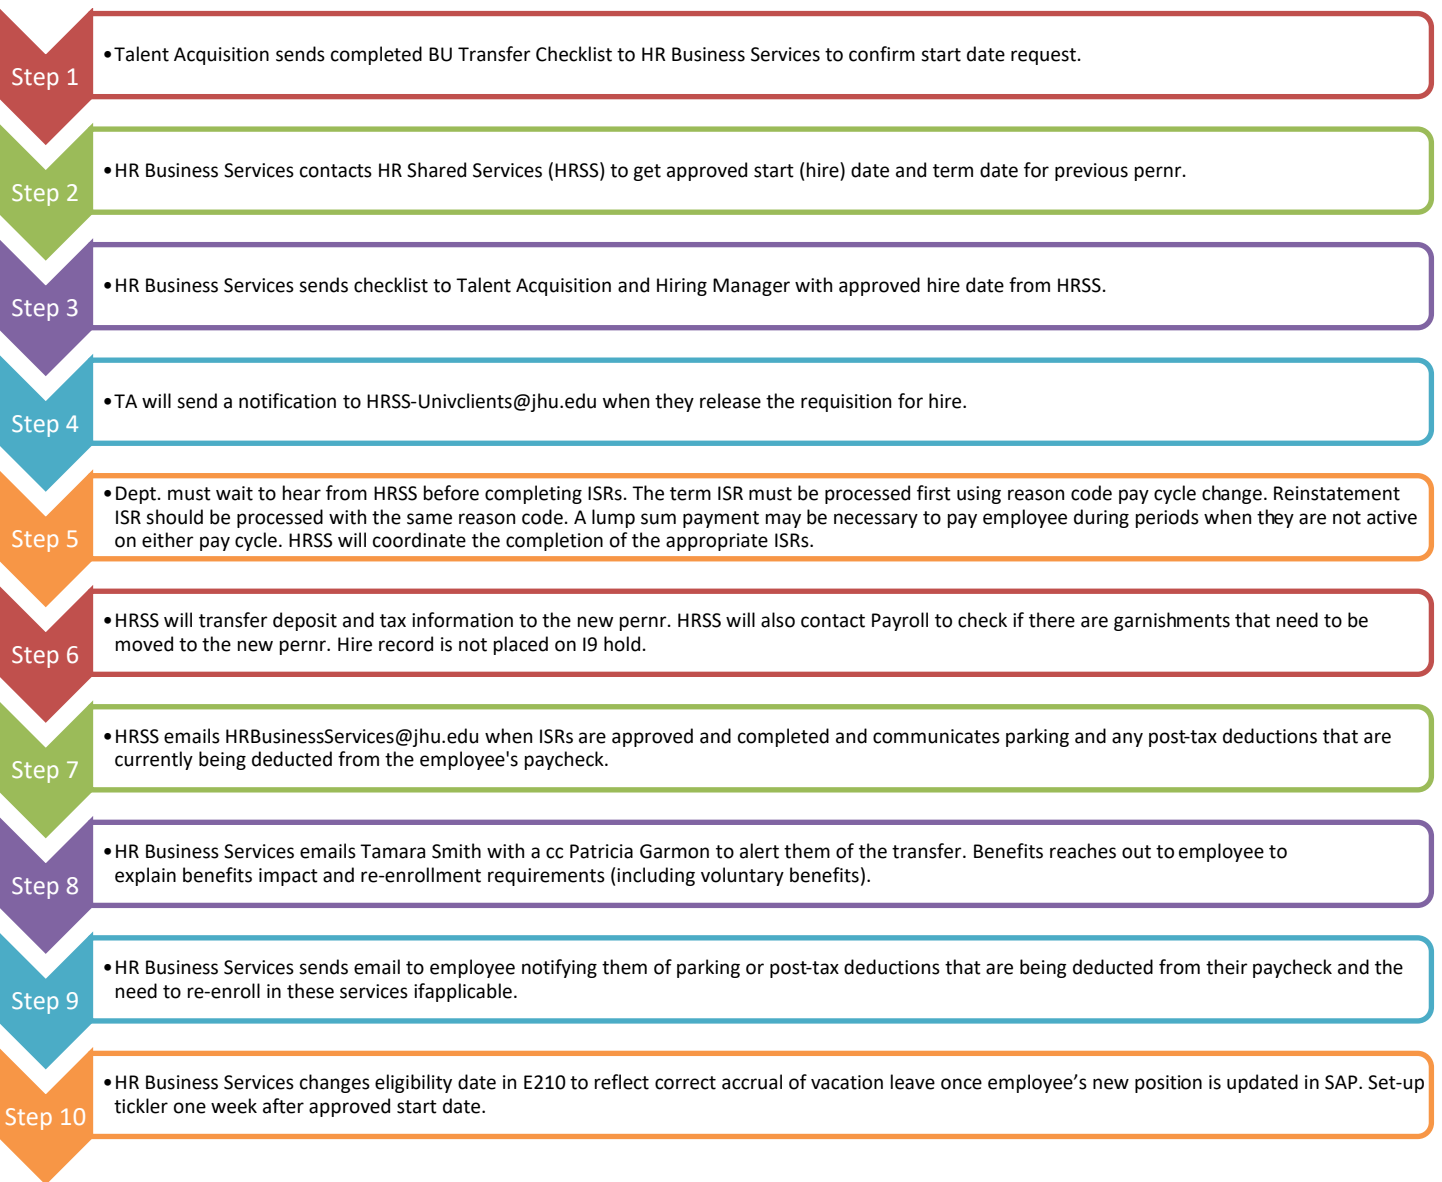 Step 1
•Talent Acquisition sends completed BU Transfer Checklist to HR Business Services to confirm start date request.
Step 2
•HR Business Services contacts HR Shared Services (HRSS) to get approved start (hire) date and term date for previous pernr.
Step 3
•HR Business Services sends checklist to Talent Acquisition and Hiring Manager with approved hire date from HRSS.
Step 4
•TA will send a notification to HRSS-Univclients@jhu.edu when they release the requisition for hire.
Step 5
•Dept. must wait to hear from HRSS before completing ISRs. The term ISR must be processed first using reason code pay cycle change. Reinstatement
ISR should be processed with the same reason code. A lump sum payment may be necessary to pay employee during periods when they are not active
on either pay cycle. HRSS will coordinate the completion of the appropriate ISRs.
Step 6
•HRSS will transfer deposit and tax information to the new pernr. HRSS will also contact Payroll to check if there are garnishments that need to be
moved to the new pernr. Hire record is not placed on I9 hold.
Step 7
•HRSS emails HRBusinessServices@jhu.edu when ISRs are approved and completed and communicates parking and any post-tax deductions that are
currently being deducted from the employee's paycheck.
Step 8
•HR Business Services emails Tamara Smith with a cc Patricia Garmon to alert them of the transfer. Benefits reaches out to employee to
explain benefits impact and re-enrollment requirements (including voluntary benefits).
Step 9
•HR Business Services sends email to employee notifying them of parking or post-tax deductions that are being deducted from their paycheck and the
need to re-enroll in these services ifapplicable.
Step 10
•HR Business Services changes eligibility date in E210 to reflect correct accrual of vacation leave once employee’s new position is updated in SAP. Set-up
tickler one week after approved start date.